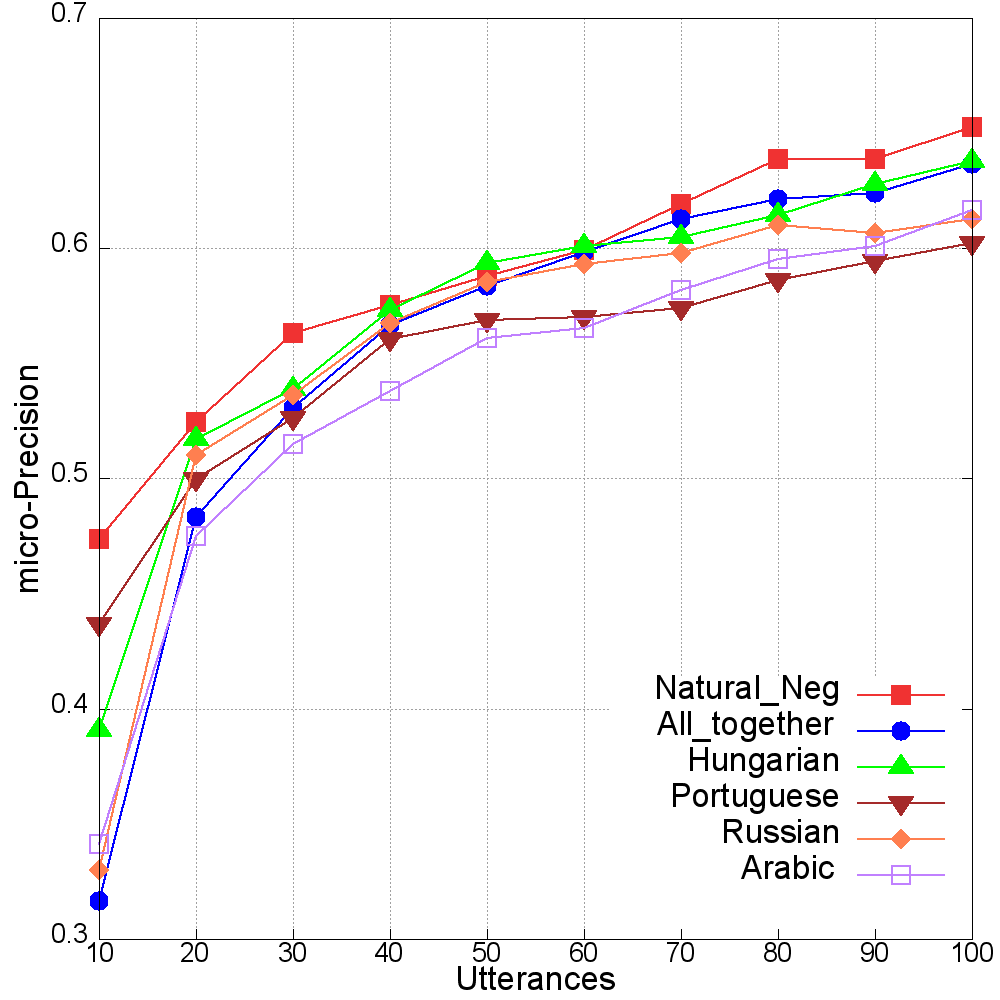 0.7
0.6
0.5
0.4
0.3
micro-Precision
Natural_Neg
All_together
Hungarian
Portuguese
Russian
Arabic
10 20 30 40 50 60 70 80 90 100
Utterances